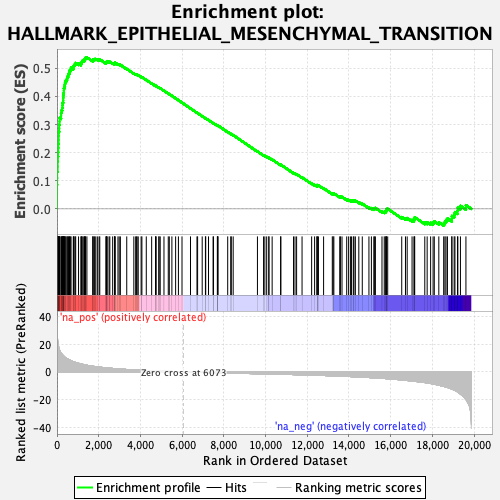 Enrichment plot:
HALLMARK_EPITHELIAL_MESENCHYMAL_TRANSITION
Enrichment score (ES)
0.5
0.4
0.3
0.2
0.1
0.0
'na_pos' (positively correlated)
Ranked list metric (PreRanked)
40
20
0
-20
-40
Zero cross at 6073
'na_neg' (negatively correlated)
0
2,000
4,000
6,000
8,000
10,000
12,000
14,000
16,000
18,000
20,000
Rank in Ordered Dataset
Enrichment profile
Hits
Ranking metric scores